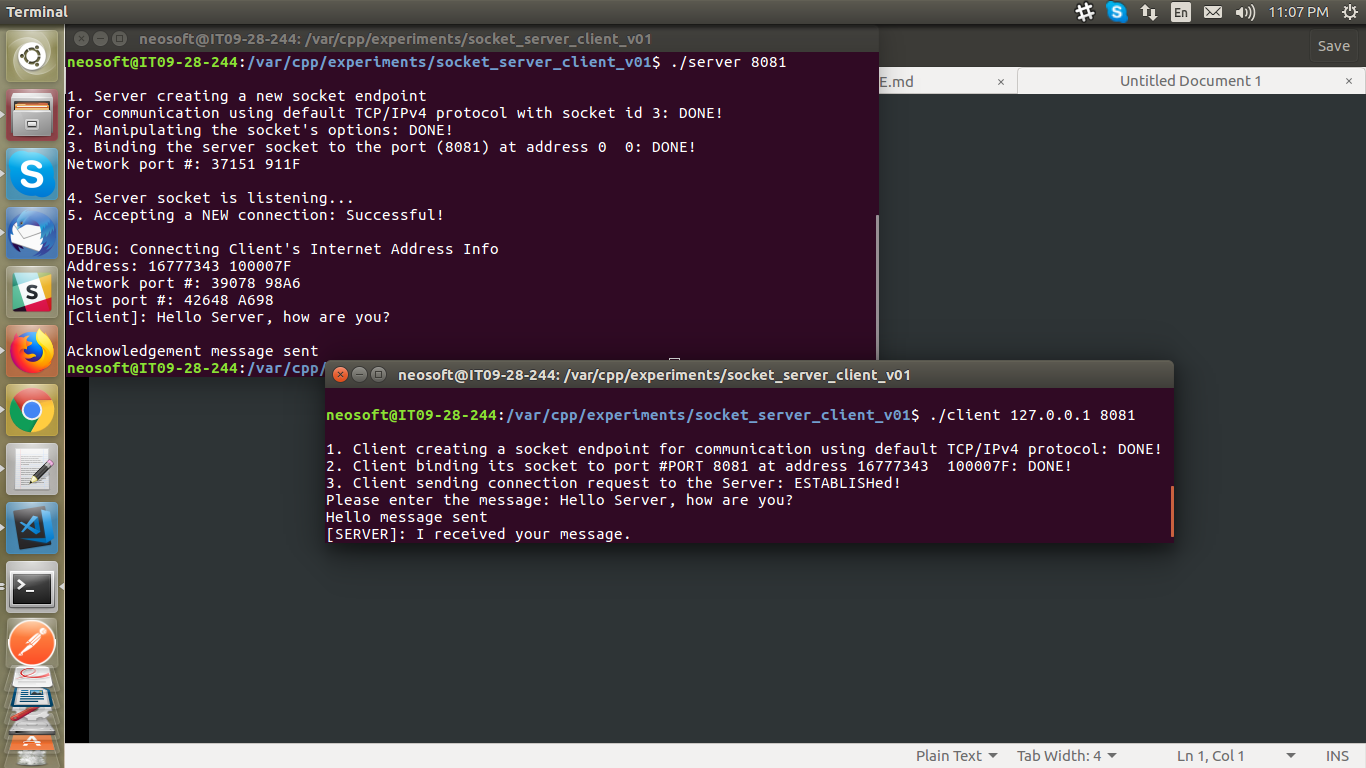 Terminal
En
11:07 PM
neosoft@IT09-28-244: /var/cpp/experiments/socket_server_client_v01
Save
neosoft@IT09-28-244:/var/cpp/experiments/socket_server_client_v01$ ./server 8081
E.md
Untitled Document 1
1. Server creating a new socket endpoint
for communication using default TCP/IPv4 protocol with socket id 3: DONE!
2. Manipulating the socket's options: DONE!
3. Binding the server socket to the port (8081) at address 0  0: DONE!
Network port #: 37151 911F
4. Server socket is listening...
5. Accepting a NEW connection: Successful!
DEBUG: Connecting Client's Internet Address Info
Address: 16777343 100007F
Network port #: 39078 98A6
Host port #: 42648 A698
[Client]: Hello Server, how are you?
Acknowledgement message sent
neosoft@IT09-28-244:/var/cpp/
neosoft@IT09-28-244: /var/cpp/experiments/socket_server_client_v01
neosoft@IT09-28-244:/var/cpp/experiments/socket_server_client_v01$ ./client 127.0.0.1 8081
1. Client creating a socket endpoint for communication using default TCP/IPv4 protocol: DONE!
2. Client binding its socket to port #PORT 8081 at address 16777343  100007F: DONE!
3. Client sending connection request to the Server: ESTABLISHed!
Please enter the message: Hello Server, how are you?
Hello message sent
[SERVER]: I received your message.
Plain Text
Tab Width: 4
Ln 1, Col 1
INS